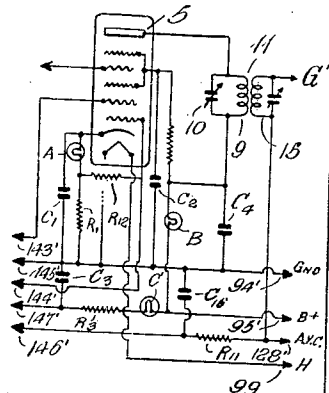 5
11
G'
10
9
15
A
C1
R1
R12
C2
B
C4
143'
145'
C3
C'
94'
GND
144'
147'
R3'
C16
95'
B+
146'
R11
128'
A.V.C.
H
99